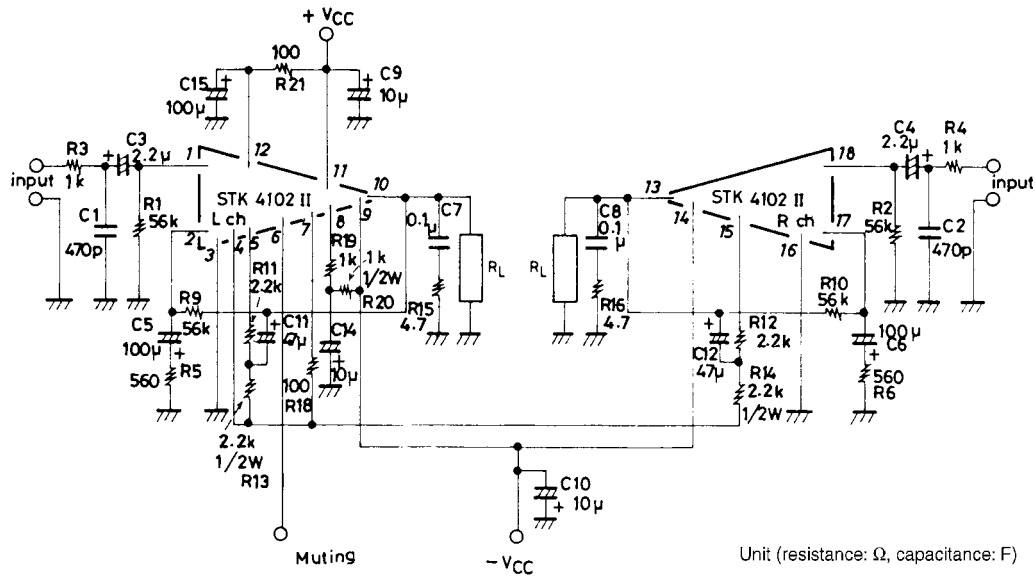 + VCC
100
R21
C15
100µ
+
+
C9
10µ
R3
1k
C3
+
2.2µ
1
12
11
10
input
R1
56k
C1
470p
STK 4102 II
L ch
2
3
4
5
6
7
8
9
R19
1k
1k
1/2W
R20
0.1
µ
C7
R15
4.7
RL
R11
2.2k
R9
56k
C5
100µ
+
R5
560
+
C11
47µ
C14
+
10µ
100
R18
2.2k
1/2W
R13
Muting
RL
C8
0.1
µ
R16
4.7
13
14
15
16
17
18
STK 4102 II
R ch
C4
2.2µ
+
R4
1k
input
R2
56k
C2
470p
R10
56k
+
C12
47µ
R12
2.2k
R14
2.2k
1/2W
100µ
C6
+
560
R6
C10
+ 10µ
− VCC
Unit (resistance: Ω, capacitance: F)